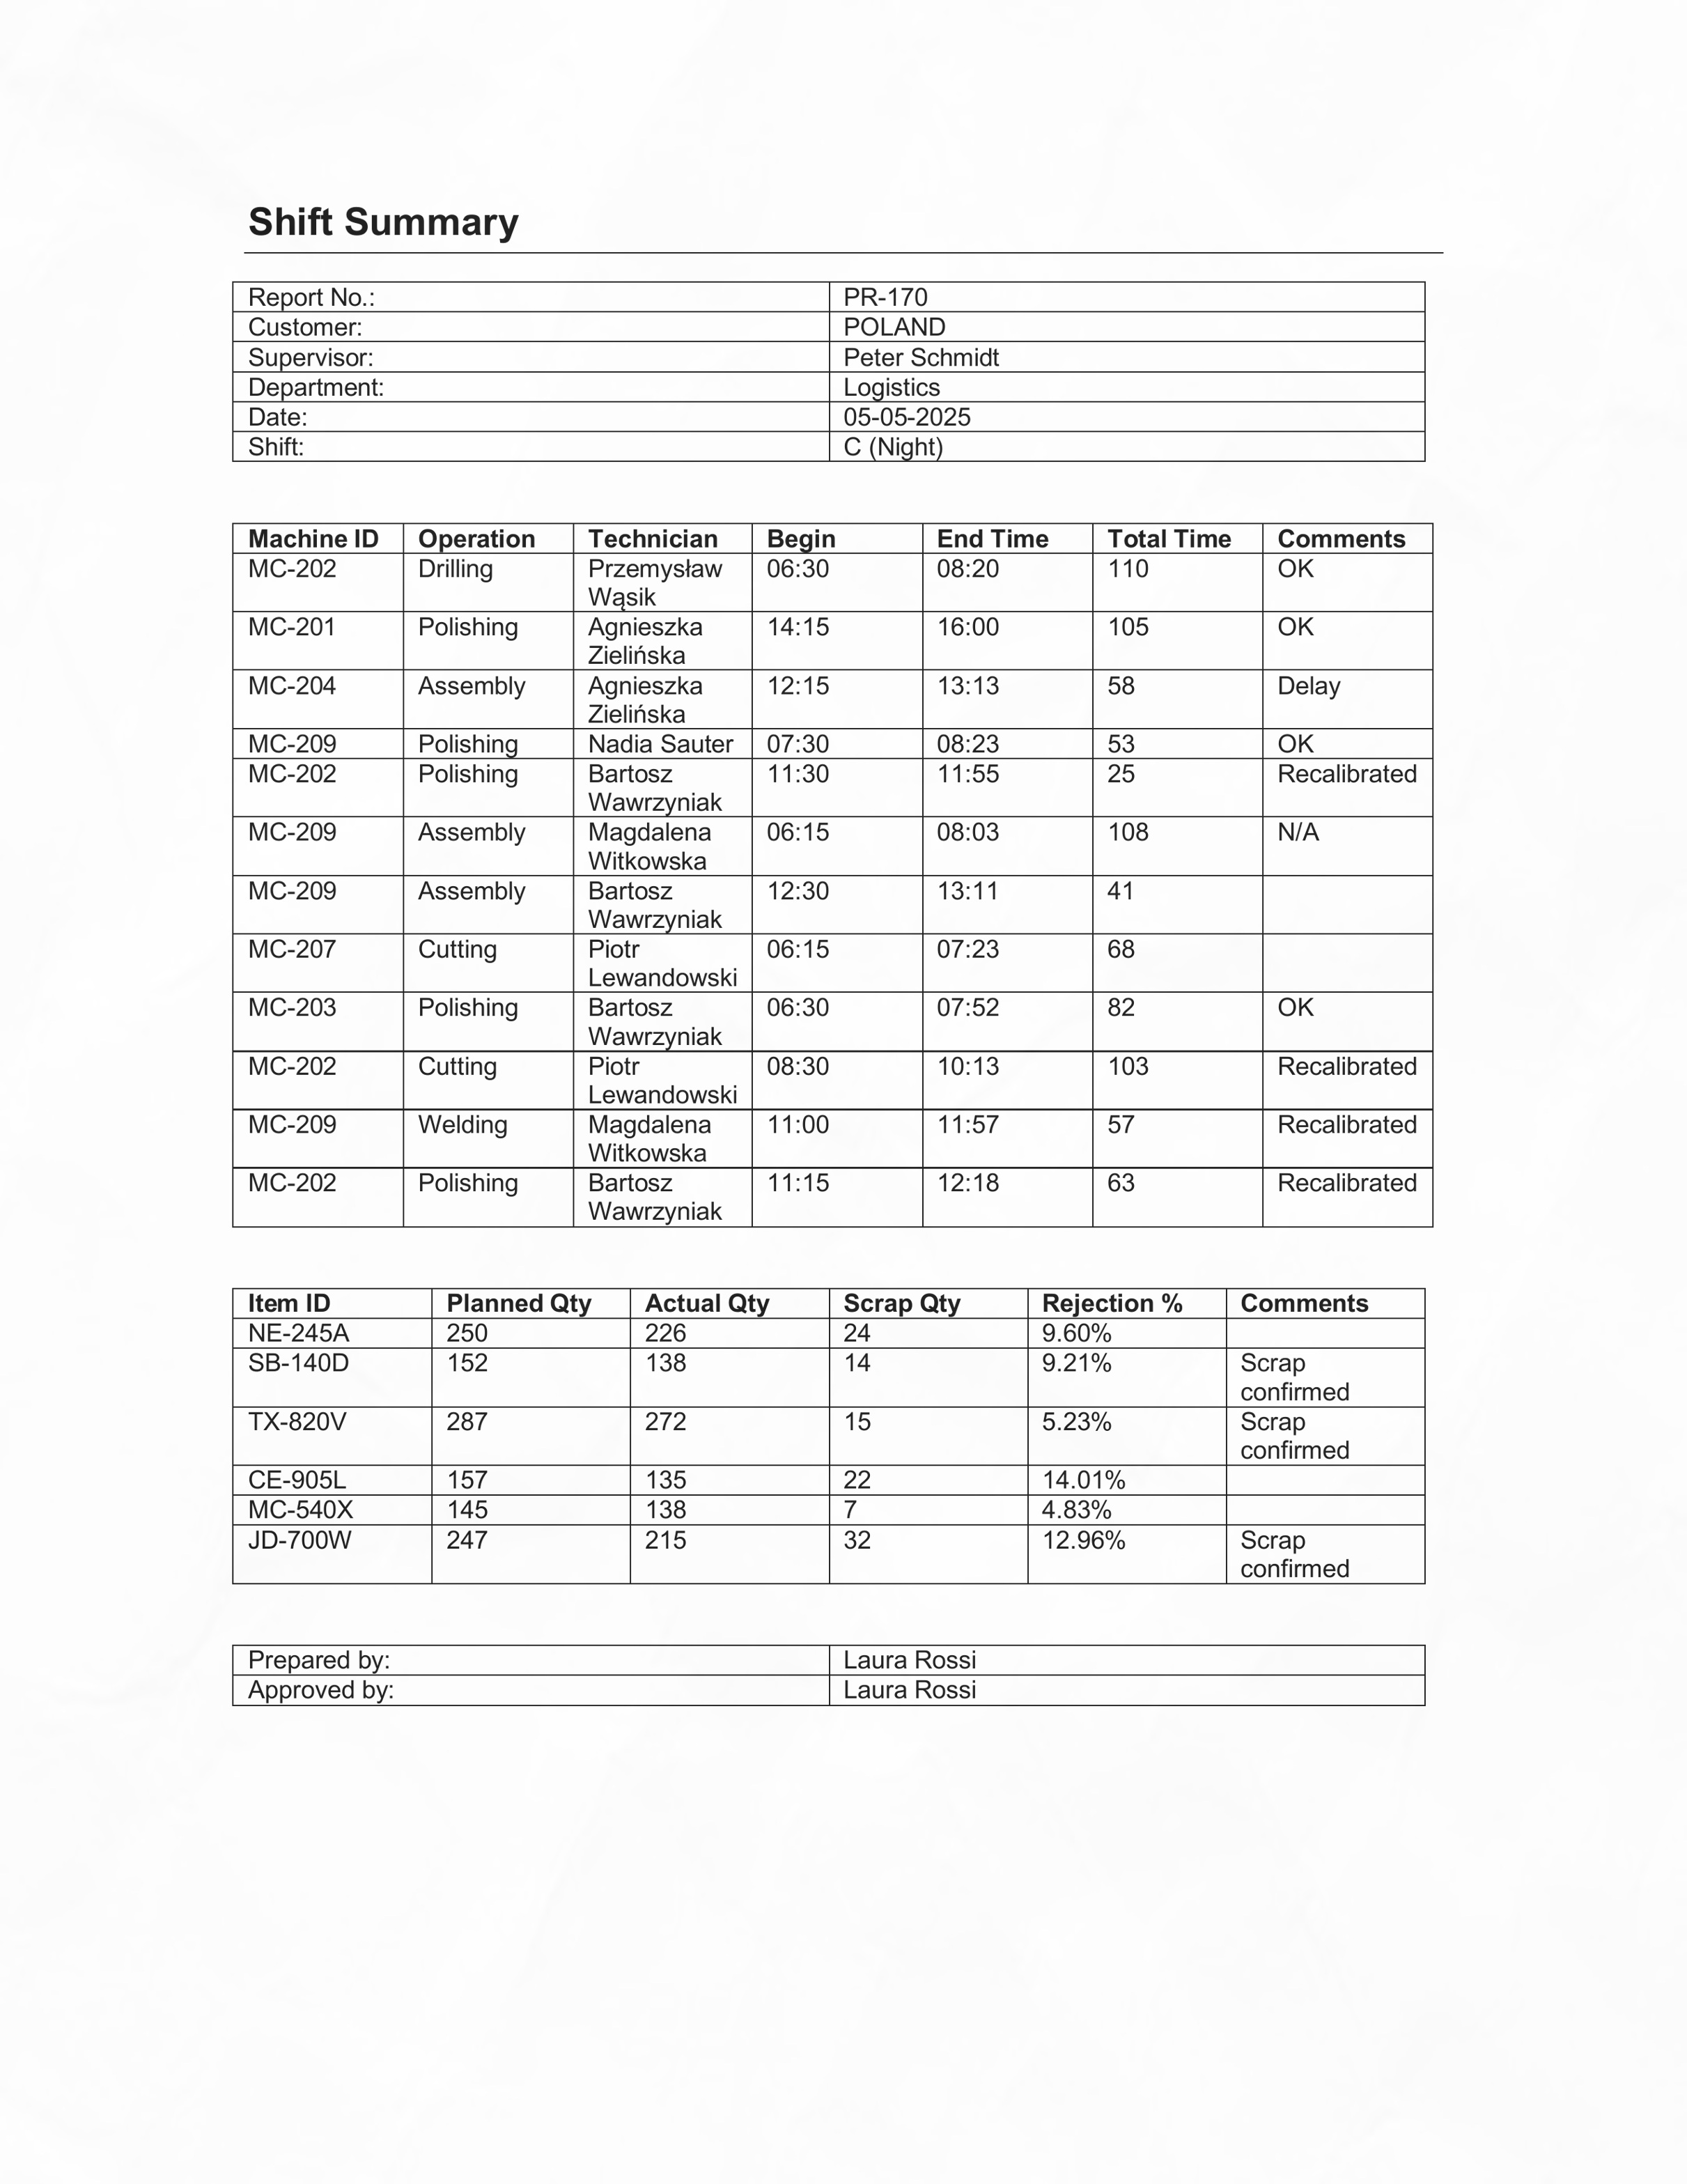 Shift Summary
Report No.: PR-170
Customer: POLAND
Supervisor: Peter Schmidt
Department: Logistics
Date: 05-05-2025
Shift: C (Night)
Machine ID Operation Technician Begin End Time Total Time Comments
MC-202 Drilling Przemysław 06:30 08:20 110 OK
Wąsik
MC-201 Polishing Agnieszka 14:15 16:00 105 OK
Zielińska
MC-204 Assembly Agnieszka 12:15 13:13 58 Delay
Zielińska
MC-209 Polishing Nadia Sauter 07:30 08:23 53 OK
MC-202 Polishing Bartosz 11:30 11:55 25 Recalibrated
Wawrzyniak
MC-209 Assembly Magdalena 06:15 08:03 108 N/A
Witkowska
MC-209 Assembly Bartosz 12:30 13:11 41
Wawrzyniak
MC-207 Cutting Piotr 06:15 07:23 68
Lewandowski
MC-203 Polishing Bartosz 06:30 07:52 82 OK
Wawrzyniak
MC-202 Cutting Piotr 08:30 10:13 103 Recalibrated
Lewandowski
MC-209 Welding Magdalena 11:00 11:57 57 Recalibrated
Witkowska
MC-202 Polishing Bartosz 11:15 12:18 63 Recalibrated
Wawrzyniak
Item ID Planned Qty Actual Qty Scrap Qty Rejection % Comments
NE-245A 250 226 24 9.60%
SB-140D 152 138 14 9.21% Scrap
confirmed
TX-820V 287 272 15 5.23% Scrap
confirmed
CE-905L 157 135 22 14.01%
MC-540X 145 138 7 4.83%
JD-700W 247 215 32 12.96% Scrap
confirmed
Prepared by: Laura Rossi
Approved by: Laura Rossi